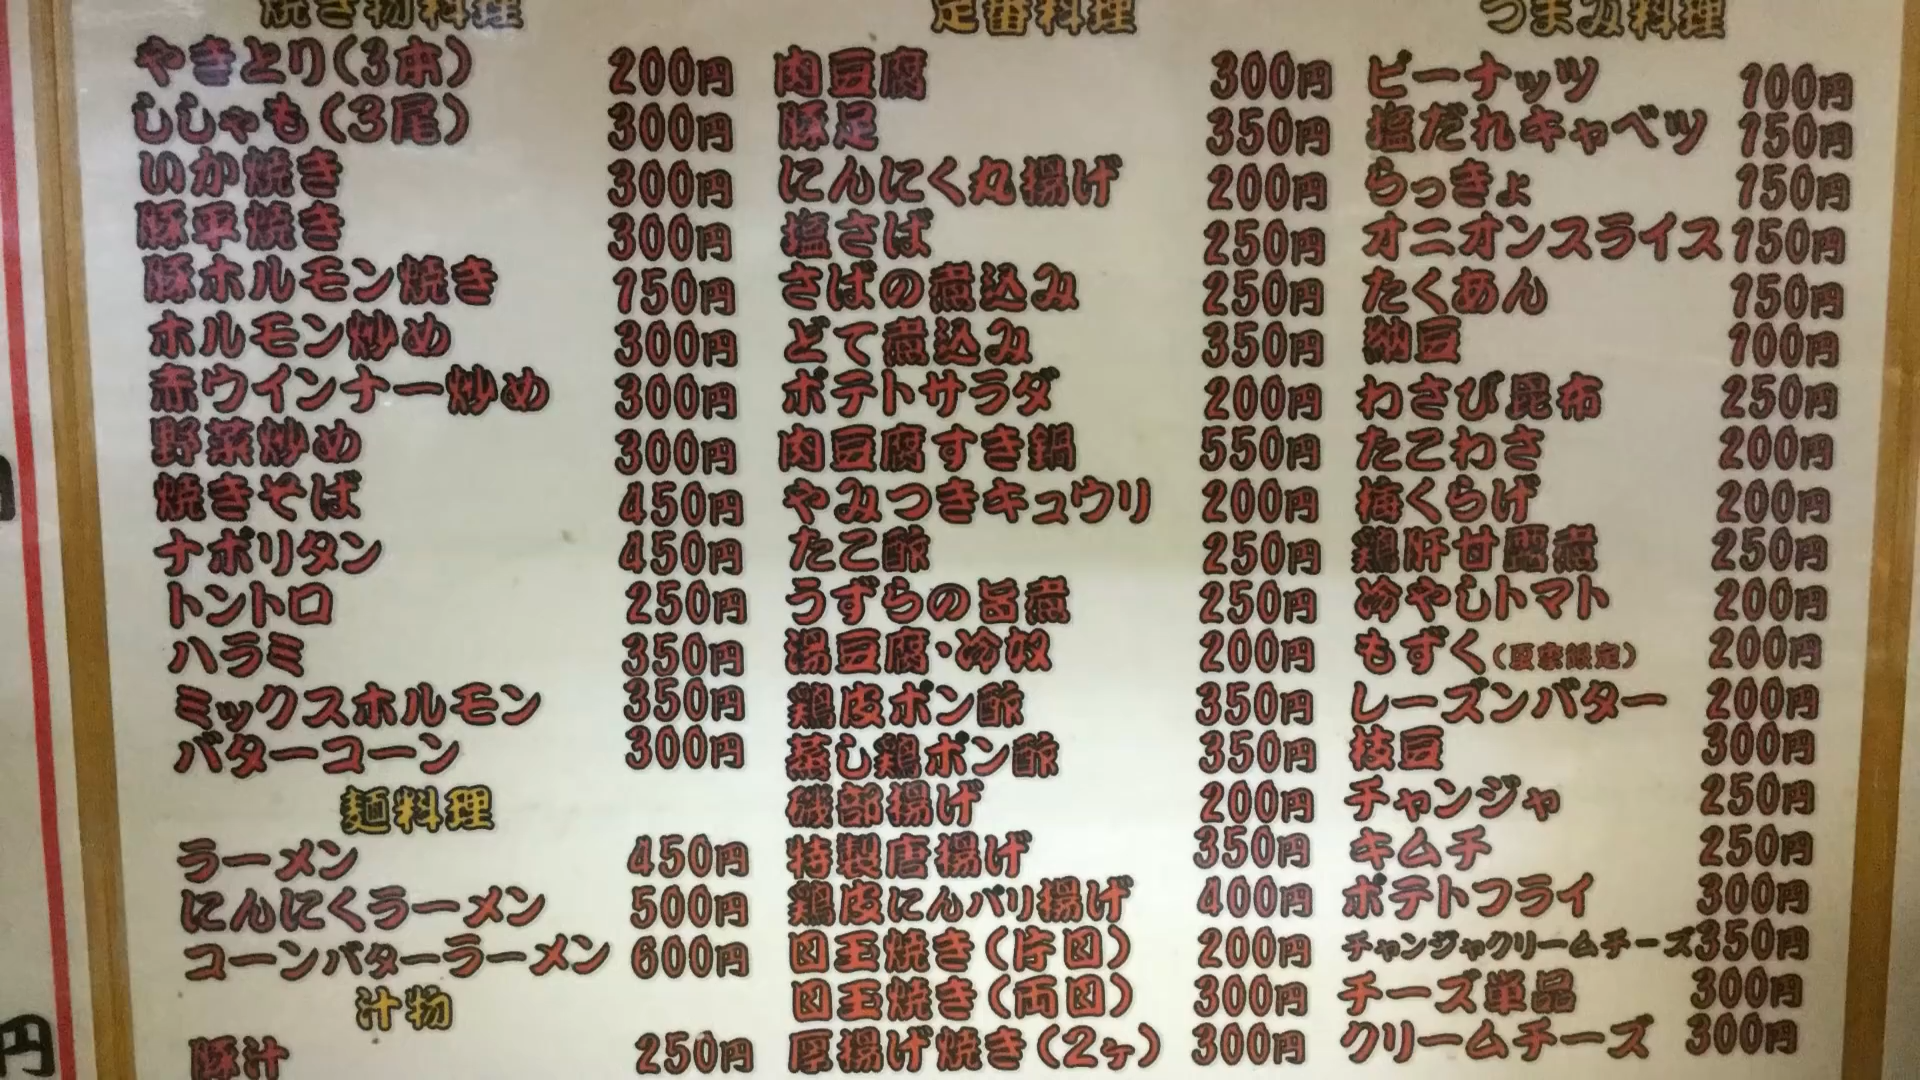 焼き物料理
やきとり(3本) 200円
ししゃも(3尾) 300円
いか焼き 300円
豚平焼き 300円
豚ホルモン焼き 150円
ホルモン炒め 300円
赤ウインナー炒め 300円
野菜炒め 300円
焼きそば 450円
ナポリタン 450円
トントロ 250円
ハラミ 350円
ミックスホルモン 350円
バターコーン 300円
麺料理
ラーメン 450円
にんにくラーメン 500円
コーンバターラーメン 600円
汁物
豚汁 250円
定番料理
肉豆腐 300円
豚足 350円
にんにく丸揚げ 200円
塩さば 250円
さばの煮込み 250円
どて煮込み 350円
ポテトサラダ 200円
肉豆腐すき鍋 550円
やみつきキュウリ 200円
たこ酢 250円
うずらの旨煮 250円
湯豆腐・冷奴 200円
鶏皮ポン酢 350円
蒸し鶏ポン酢 350円
磯部揚げ 200円
特製唐揚げ 350円
鶏皮にんバリ揚げ 400円
目玉焼き(片目) 200円
目玉焼き(両目) 300円
厚揚げ焼き(2ヶ) 300円
つまみ料理
ピーナッツ 100円
塩だれキャベツ 150円
らっきょ 150円
オニオンスライス 150円
たくあん 150円
納豆 100円
わさび昆布 250円
たこわさ 200円
梅くらげ 200円
鶏肝甘露煮 250円
冷やしトマト 200円
もずく(夏季限定) 200円
レーズンバター 200円
枝豆 300円
チャンジャ 250円
キムチ 250円
ポテトフライ 300円
チャンジャクリームチーズ 350円
チーズ単品 300円
クリームチーズ 300円
円